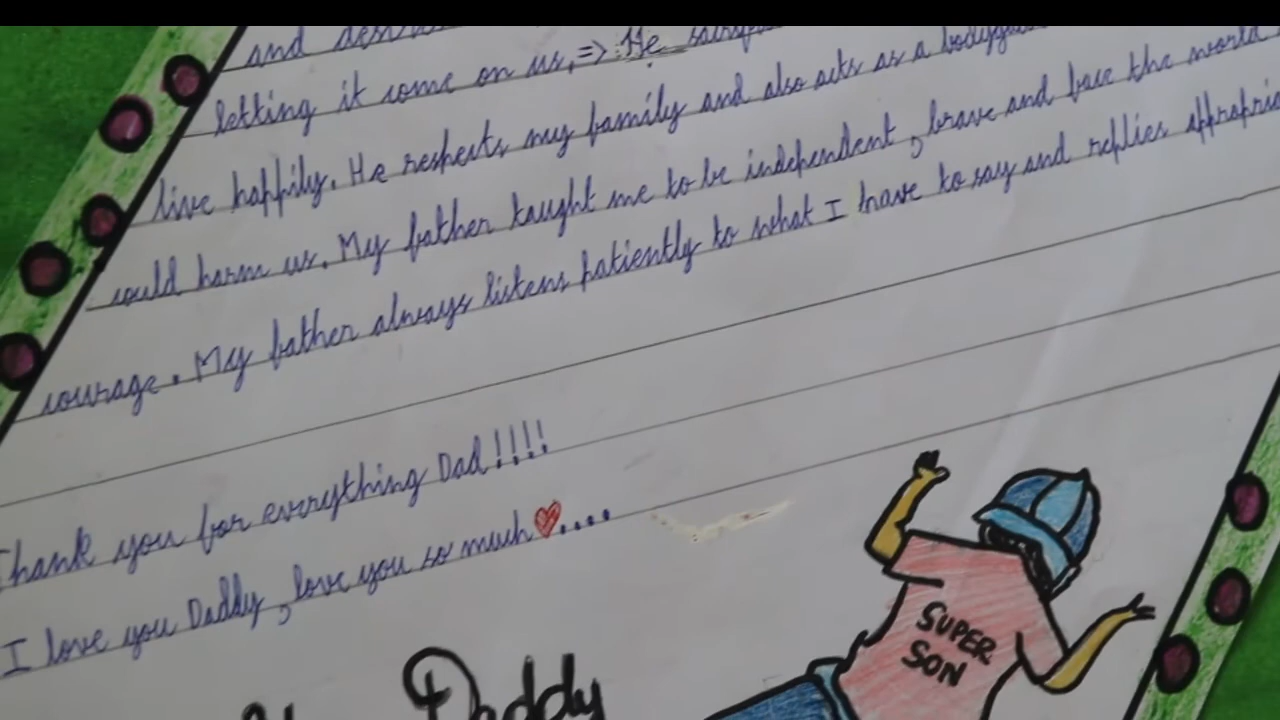 and
letting it come on us, => He
live happily. He respects my family and also acts as a
could harm us. My father taught me to be independent, brave and face the world
courage. My father always listens patiently to what I have to say and replies
Thank you for everything Dad!!!!
I love you Daddy, love you so much ♥....
Daddy
SUPER
SON